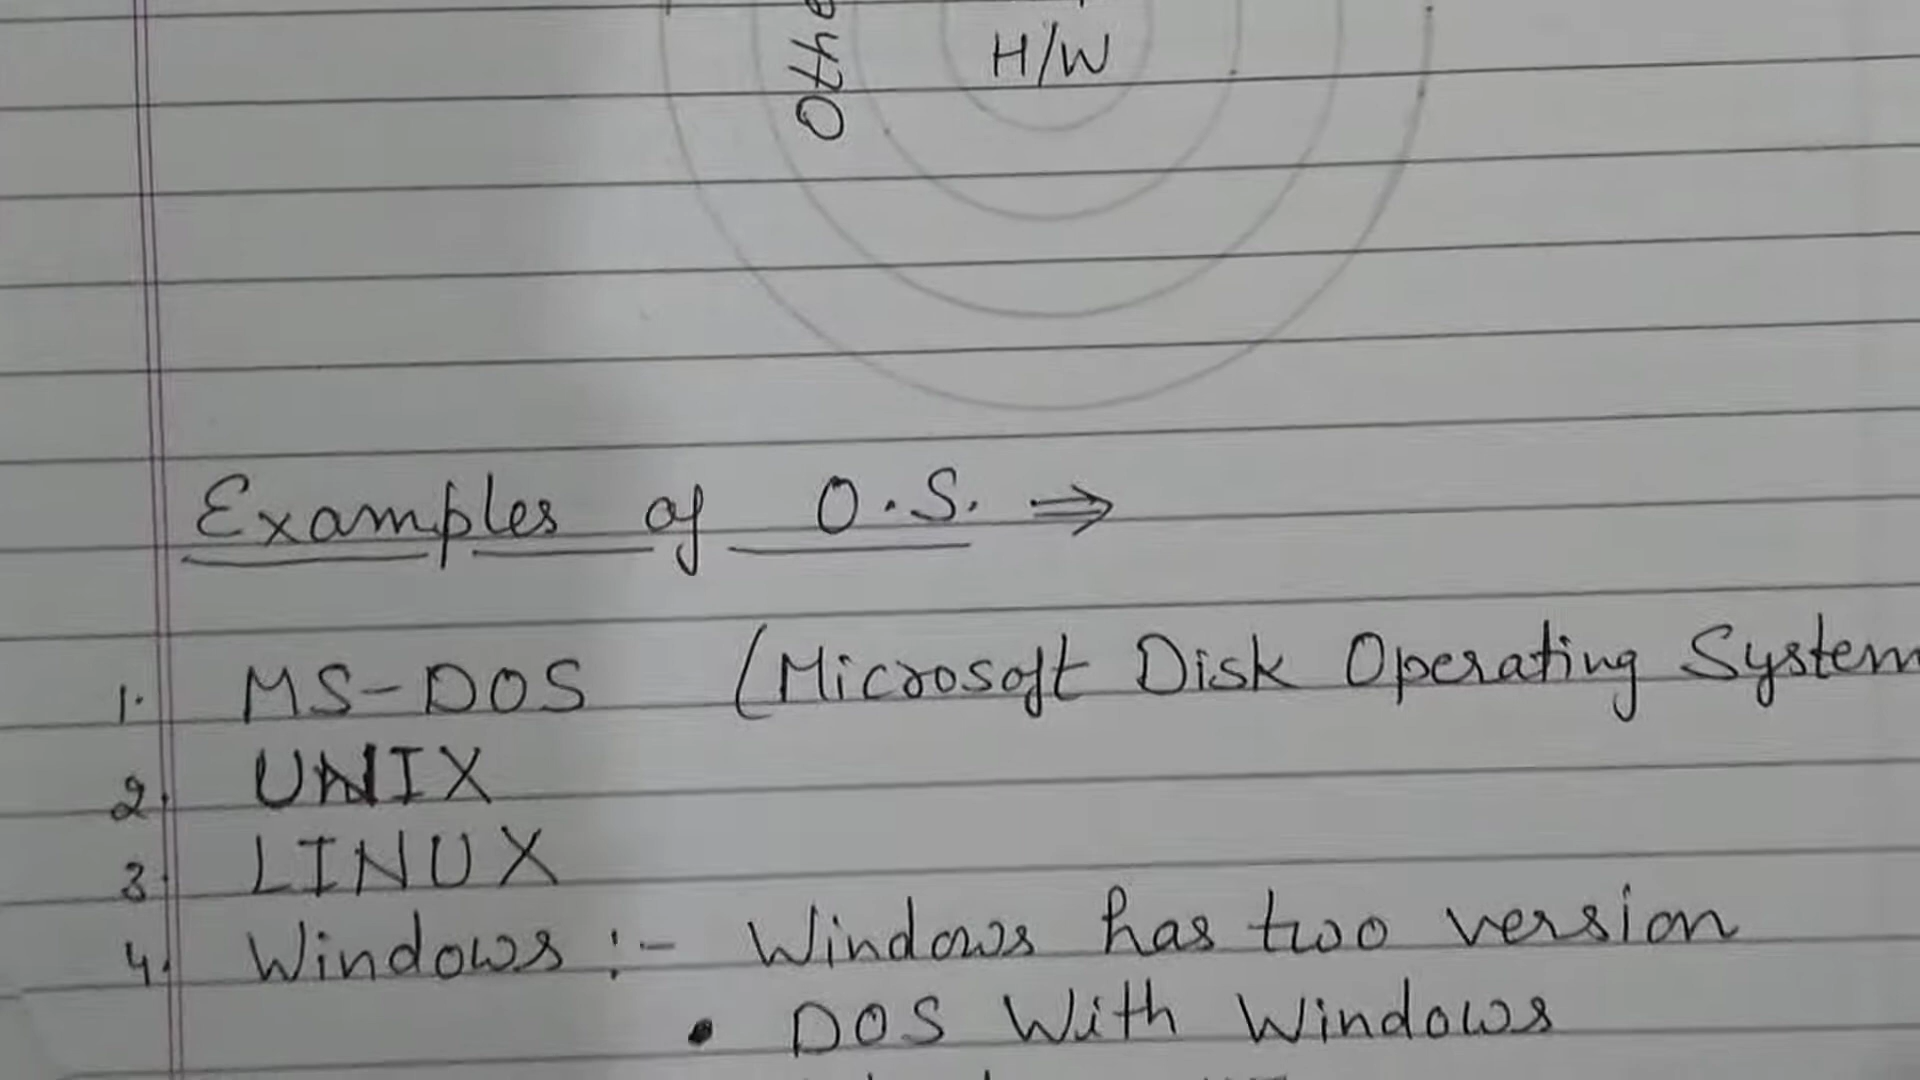 H/W
Examples of O.S. ⇒
1. MS-DOS (Microsoft Disk Operating System
2. UNIX
3. LINUX
4. Windows :- Windows has two version
• DOS With Windows